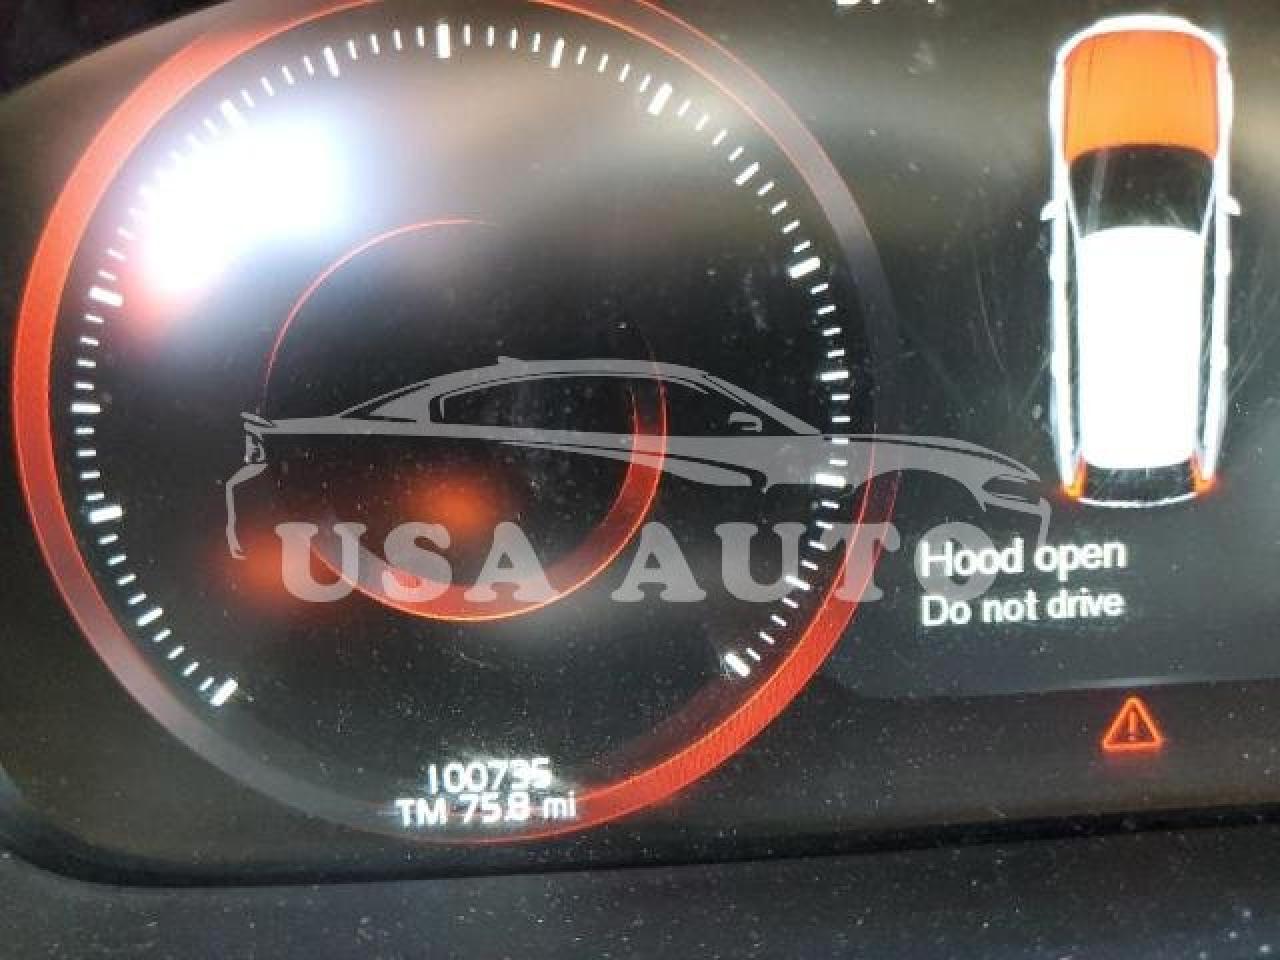 USA AUTO
Hood open
Do not drive
100735
TM 75.8 mi